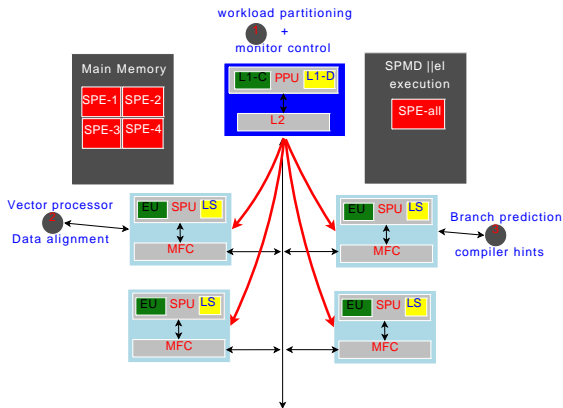 workload partitioning
1 +
monitor control
Main Memory
SPE-1 SPE-2
SPE-3 SPE-4
L1-C PPU L1-D
L2
SPMD ||el
execution
SPE-all
Vector processor
Data alignment
EU SPU LS
MFC
EU SPU LS
MFC
Branch prediction
compiler hints
EU SPU LS
MFC
EU SPU LS
MFC